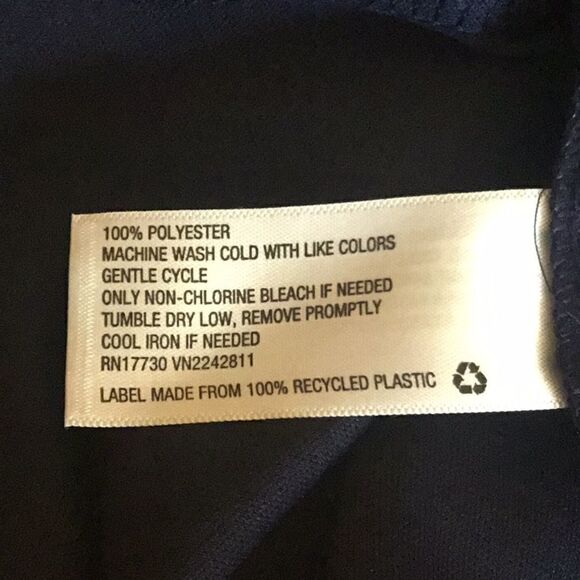 100% POLYESTER
MACHINE WASH COLD WITH LIKE COLORS
GENTLE CYCLE
ONLY NON-CHLORINE BLEACH IF NEEDED
TUMBLE DRY LOW, REMOVE PROMPTLY
COOL IRON IF NEEDED
RN17730 VN2242811
LABEL MADE FROM 100% RECYCLED PLASTIC